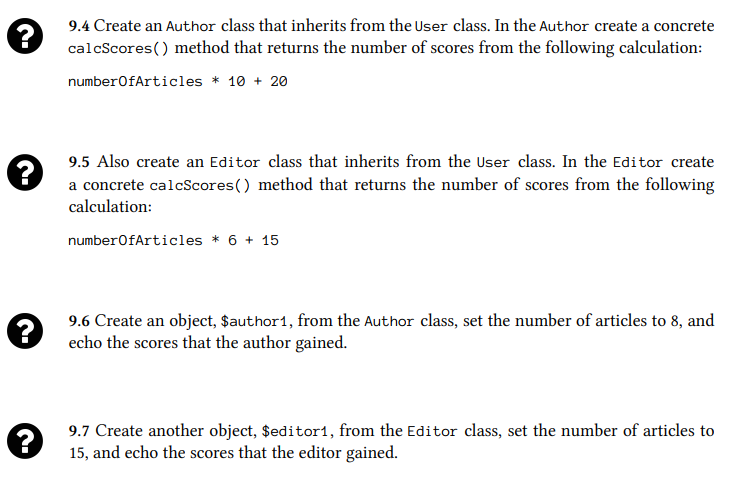 9.4 Create an Author class that inherits from the User class. In the Author create a concrete
calcScores() method that returns the number of scores from the following calculation:
numberOfArticles * 10 + 20
9.5 Also create an Editor class that inherits from the User class. In the Editor create
a concrete calcScores() method that returns the number of scores from the following
calculation:
numberOfArticles * 6 + 15
9.6 Create an object, $author1, from the Author class, set the number of articles to 8, and
echo the scores that the author gained.
9.7 Create another object, $editor1, from the Editor class, set the number of articles to
15, and echo the scores that the editor gained.